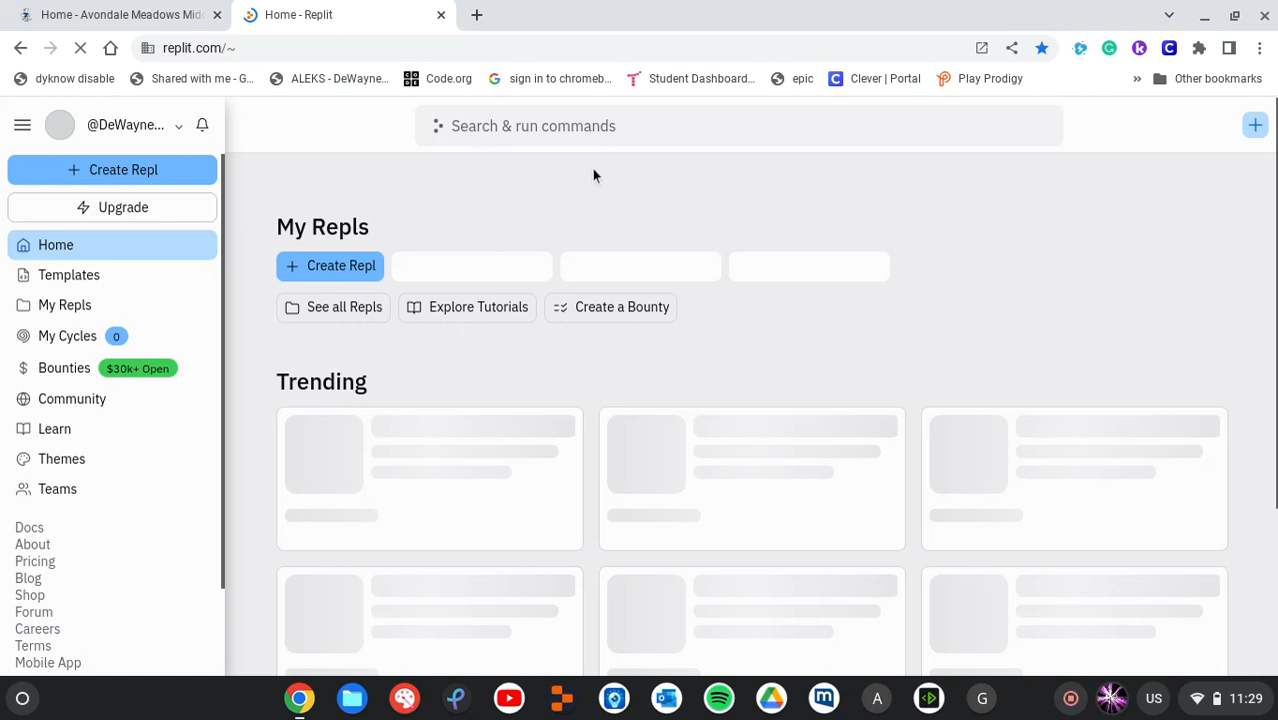 Home - Avondale Meadows Mid
Home - Replit
replit.com/~
dyknow disable
Shared with me - G...
ALEKS - DeWayne...
Code.org
sign in to chromeb...
Student Dashboard...
epic
Clever | Portal
Play Prodigy
»
Other bookmarks
@DeWayne...
Search & run commands
Create Repl
Upgrade
Home
Templates
My Repls
My Cycles 0
Bounties $30k+ Open
Community
Learn
Themes
Teams
Docs
About
Pricing
Blog
Shop
Forum
Careers
Terms
Mobile App
My Repls
Create Repl
See all Repls
Explore Tutorials
Create a Bounty
Trending
A
G
US
11:29